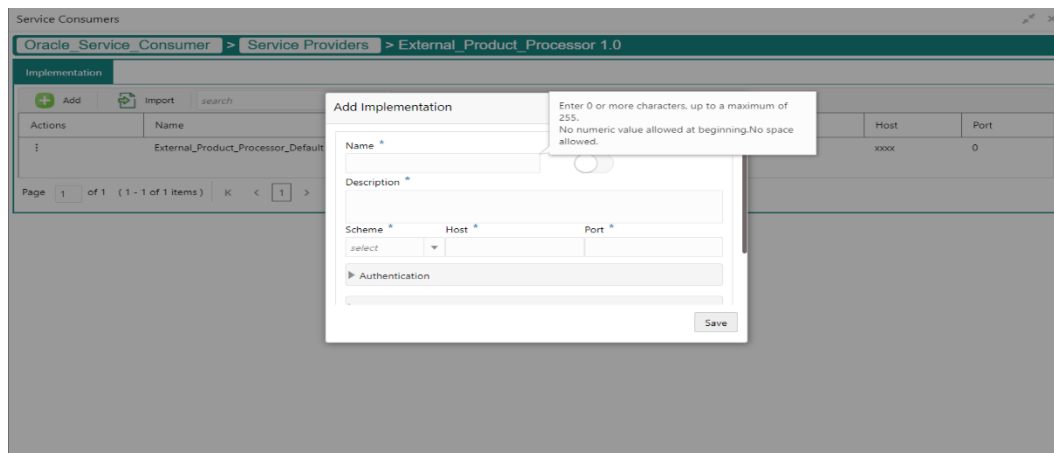 Service Consumers
Oracle_Service_Consumer > Service Providers > External_Product_Processor 1.0
Implementation
Add Import search
Actions Name Host Port
External_Product_Processor_Default xxxx 0
Page 1 of 1 (1 - 1 of 1 items) K < 1 >
Add Implementation
Enter 0 or more characters, up to a maximum of
255.
No numeric value allowed at beginning.No space
allowed.
Name *
Description *
Scheme * Host * Port *
select
Authentication
Save